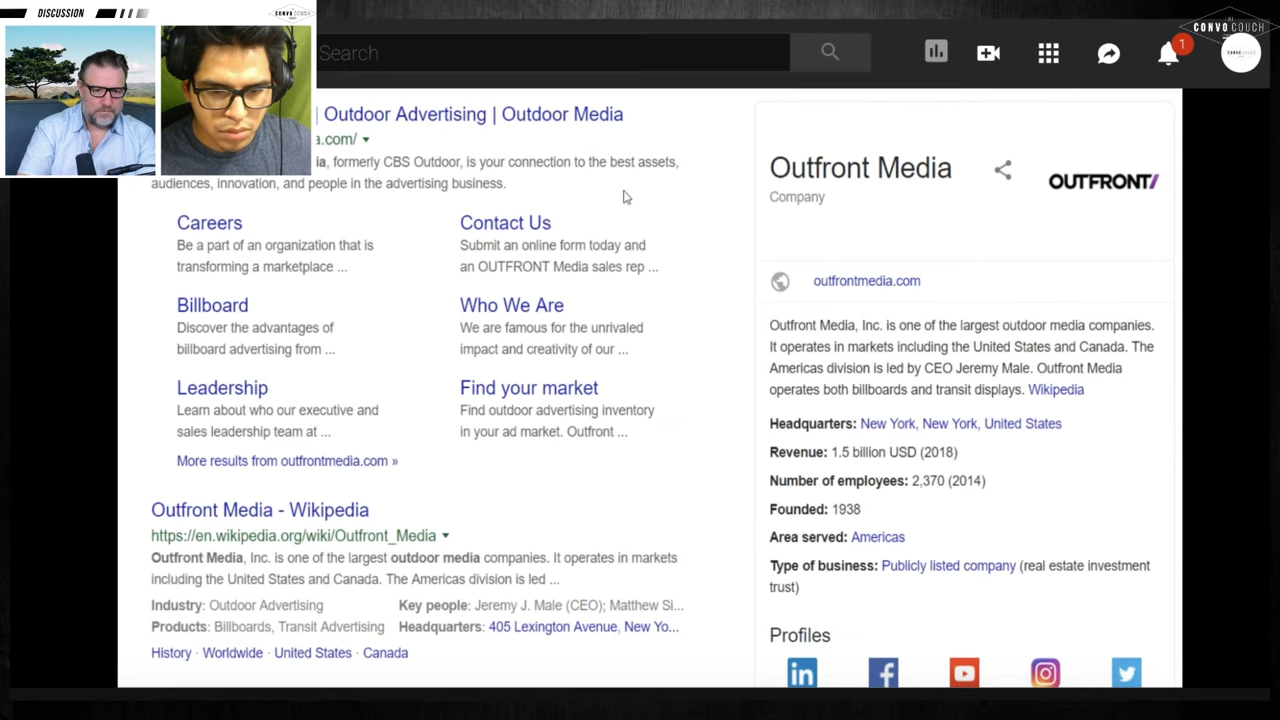 DISCUSSION
THE CONVO COUCH
CONVO COUCH
Search
1
| Outdoor Advertising | Outdoor Media
a.com/
ia, formerly CBS Outdoor, is your connection to the best assets,
audiences, innovation, and people in the advertising business.
Careers
Be a part of an organization that is
transforming a marketplace ...
Contact Us
Submit an online form today and
an OUTFRONT Media sales rep ...
Billboard
Discover the advantages of
billboard advertising from ...
Who We Are
We are famous for the unrivaled
impact and creativity of our ...
Leadership
Learn about who our executive and
sales leadership team at ...
Find your market
Find outdoor advertising inventory
in your ad market. Outfront ...
More results from outfrontmedia.com »
Outfront Media - Wikipedia
https://en.wikipedia.org/wiki/Outfront_Media
Outfront Media, Inc. is one of the largest outdoor media companies. It operates in markets
including the United States and Canada. The Americas division is led ...
Industry: Outdoor Advertising
Key people: Jeremy J. Male (CEO); Matthew Si...
Products: Billboards, Transit Advertising
Headquarters: 405 Lexington Avenue, New Yo...
History · Worldwide · United States · Canada
Outfront Media
Company
OUTFRONT/
outfrontmedia.com
Outfront Media, Inc. is one of the largest outdoor media companies.
It operates in markets including the United States and Canada. The
Americas division is led by CEO Jeremy Male. Outfront Media
operates both billboards and transit displays. Wikipedia
Headquarters: New York, New York, United States
Revenue: 1.5 billion USD (2018)
Number of employees: 2,370 (2014)
Founded: 1938
Area served: Americas
Type of business: Publicly listed company (real estate investment
trust)
Profiles